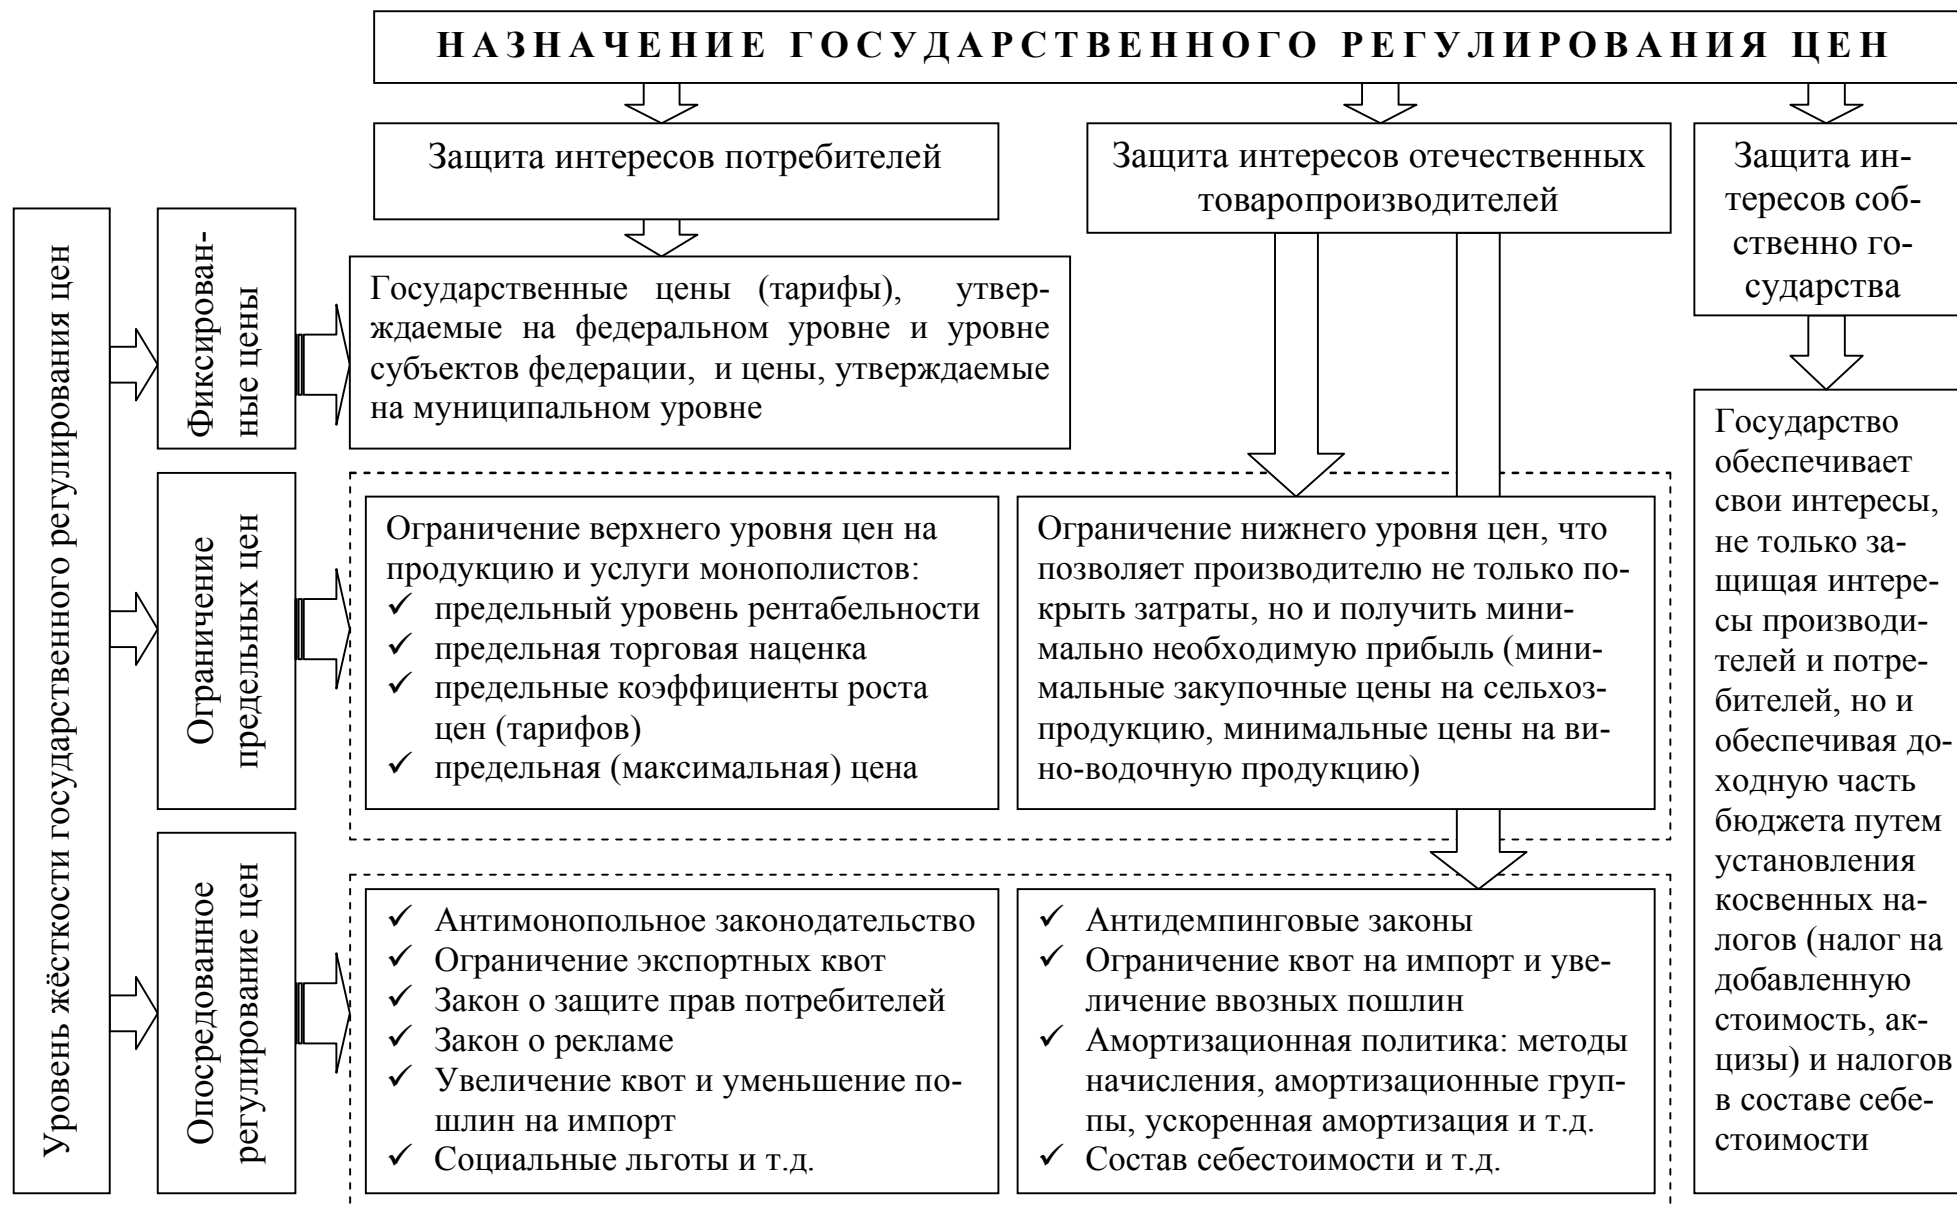 НАЗНАЧЕНИЕ ГОСУДАРСТВЕННОГО РЕГУЛИРОВАНИЯ ЦЕН
Защита интересов потребителей
Защита интересов отечественных
товаропроизводителей
Защита ин-
тересов соб-
ственно го-
сударства
Уровень жёсткости государственного регулирования цен
Фиксирован-
ные цены
Государственные цены (тарифы), утвер-
ждаемые на федеральном уровне и уровне
субъектов федерации, и цены, утверждаемые
на муниципальном уровне
Ограничение
предельных цен
Ограничение верхнего уровня цен на
продукцию и услуги монополистов:
✓ предельный уровень рентабельности
✓ предельная торговая наценка
✓ предельные коэффициенты роста
цен (тарифов)
✓ предельная (максимальная) цена
Ограничение нижнего уровня цен, что
позволяет производителю не только по-
крыть затраты, но и получить мини-
мально необходимую прибыль (мини-
мальные закупочные цены на сельхоз-
продукцию, минимальные цены на ви-
но-водочную продукцию)
Опосредованное
регулирование цен
✓ Антимонопольное законодательство
✓ Ограничение экспортных квот
✓ Закон о защите прав потребителей
✓ Закон о рекламе
✓ Увеличение квот и уменьшение по-
шлин на импорт
✓ Социальные льготы и т.д.
✓ Антидемпинговые законы
✓ Ограничение квот на импорт и уве-
личение ввозных пошлин
✓ Амортизационная политика: методы
начисления, амортизационные груп-
пы, ускоренная амортизация и т.д.
✓ Состав себестоимости и т.д.
Государство
обеспечивает
свои интересы,
не только за-
щищая интере-
сы производи-
телей и потре-
бителей, но и
обеспечивая до-
ходную часть
бюджета путем
установления
косвенных на-
логов (налог на
добавленную
стоимость, ак-
цизы) и налогов
в составе себе-
стоимости